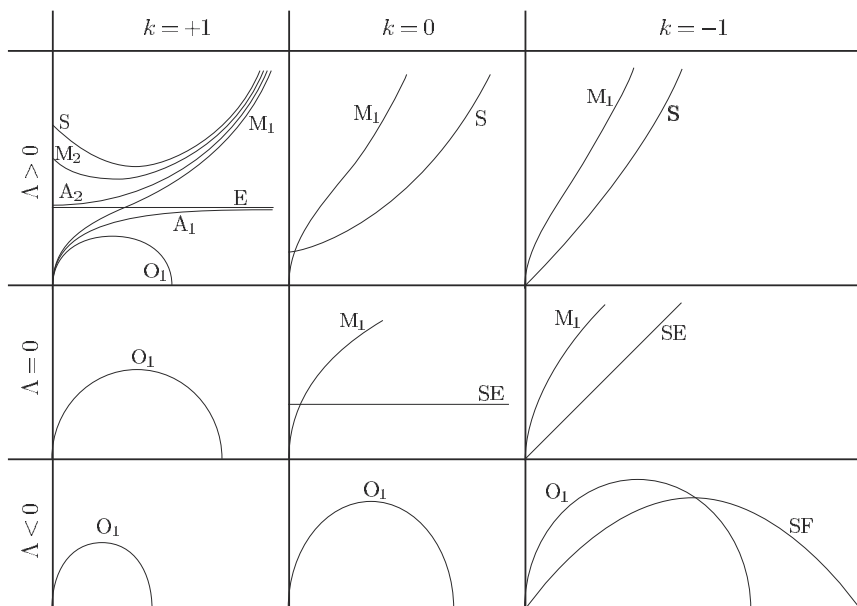 k = +1 k = 0 k = −1
Λ > 0
S
M₂
A₂
M₁
E
A₁
O₁
M₁
S
M₁
S
Λ = 0
O₁
M₁
SE
M₁
SE
Λ < 0
O₁
O₁
O₁
SF